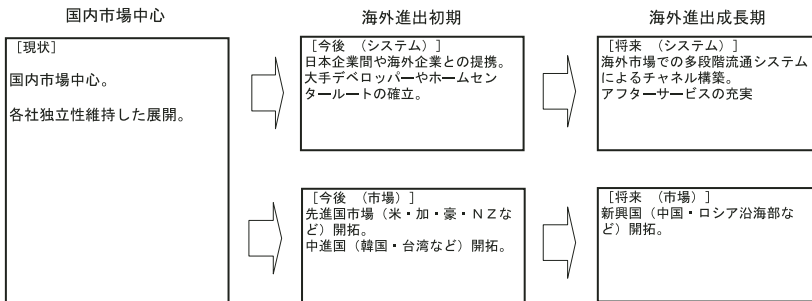 国内市場中心
海外進出初期
海外進出成長期
［現状］
国内市場中心。
各社独立性維持した展開。
［今後　（システム）］
日本企業間や海外企業との提携。
大手デベロッパーやホームセン
タールートの確立。
［将来　（システム）］
海外市場での多段階流通システム
によるチャネル構築。
アフターサービスの充実
［今後　（市場）］
先進国市場（米・加・豪・ＮＺな
ど）開拓。
中進国（韓国・台湾など）開拓。
［将来　（市場）］
新興国（中国・ロシア沿海部な
ど）開拓。